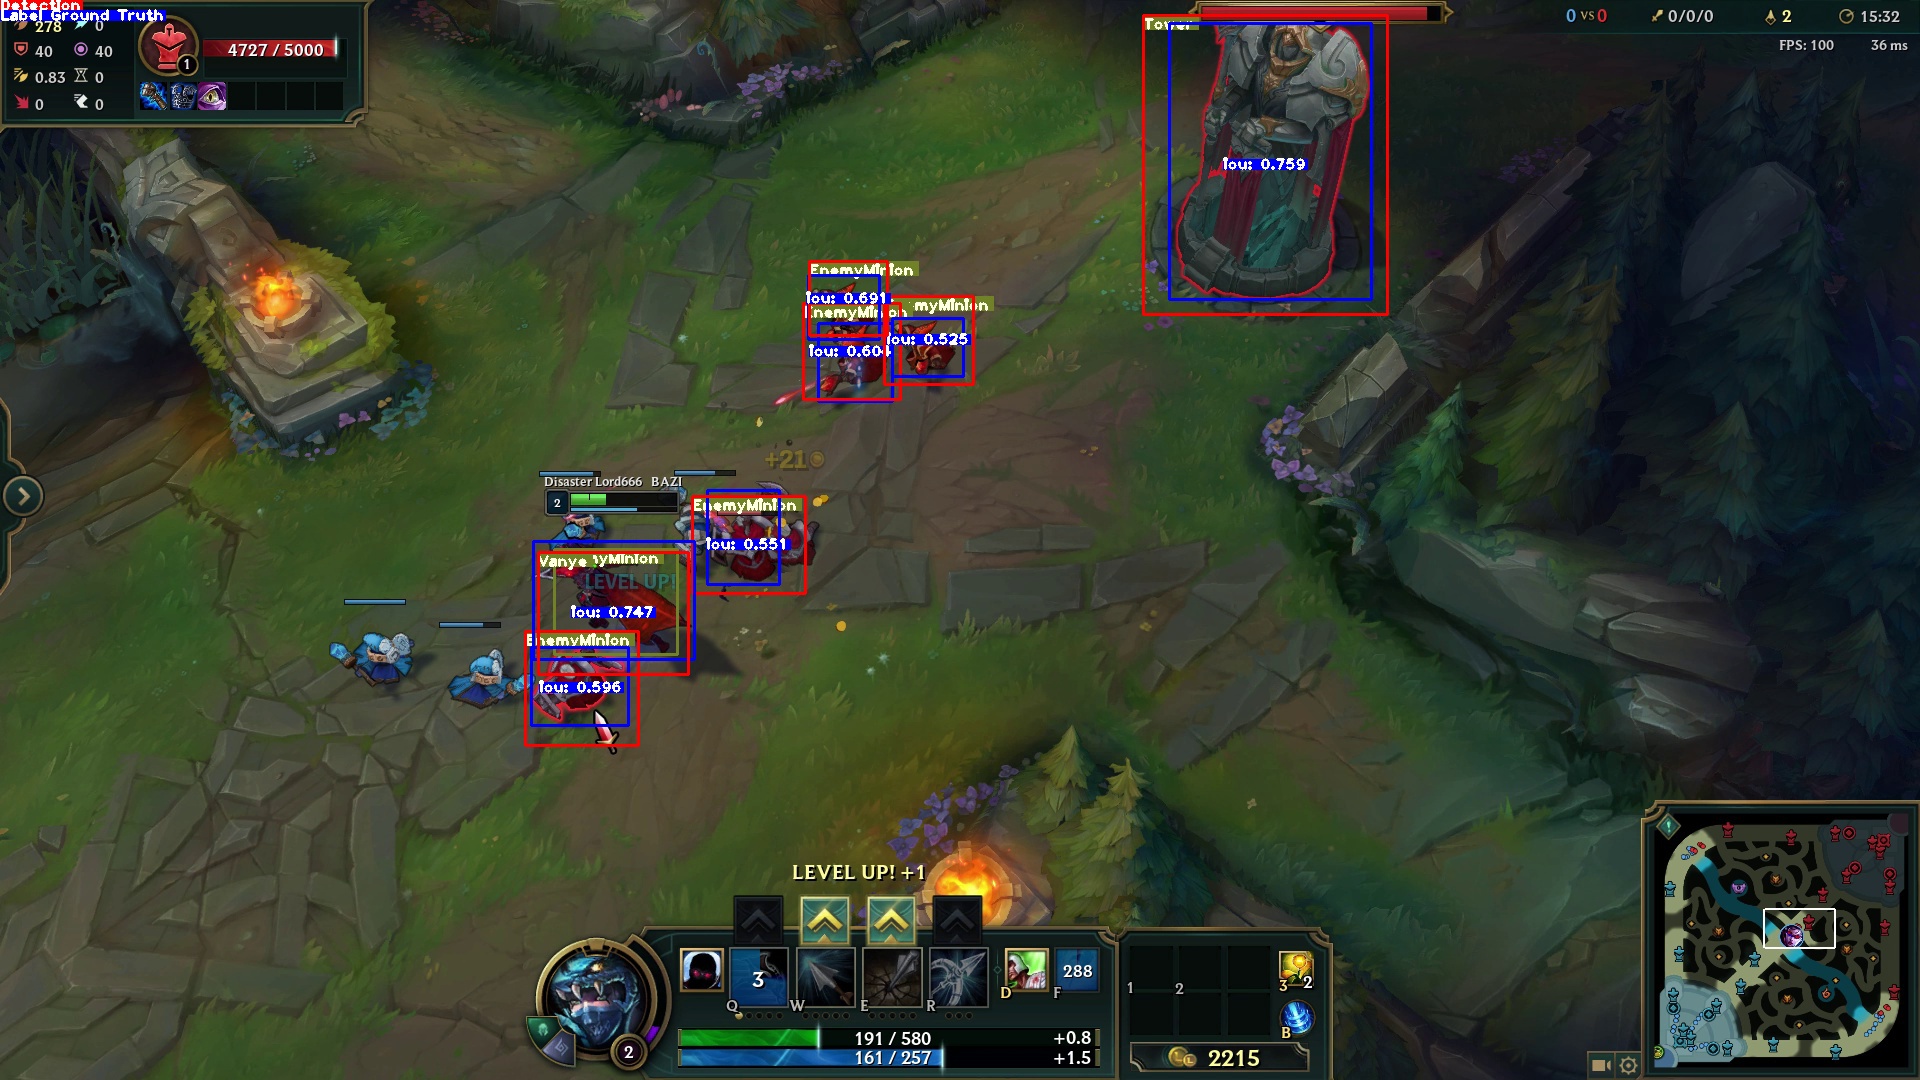 Detection
Label Ground Truth
278 0
40 40
0.83 0
0 0
4727 / 5000
1
0 VS 0
0/0/0
2
15:32
FPS: 100 36 ms
Tower
iou: 0.759
EnemyMinion
iou: 0.691
EnemyMinion
myMinion
iou: 0.525
iou: 0.604
+21
Disaster Lord666 BAZI
2
EnemyMinion
iou: 0.551
Vanye
yMinion
LEVEL UP!
iou: 0.747
EnemyMinion
iou: 0.596
LEVEL UP! +1
3
Q W E R
D F
288
191 / 580 +0.8
161 / 257 +1.5
2
1 2
3 2
B
2215